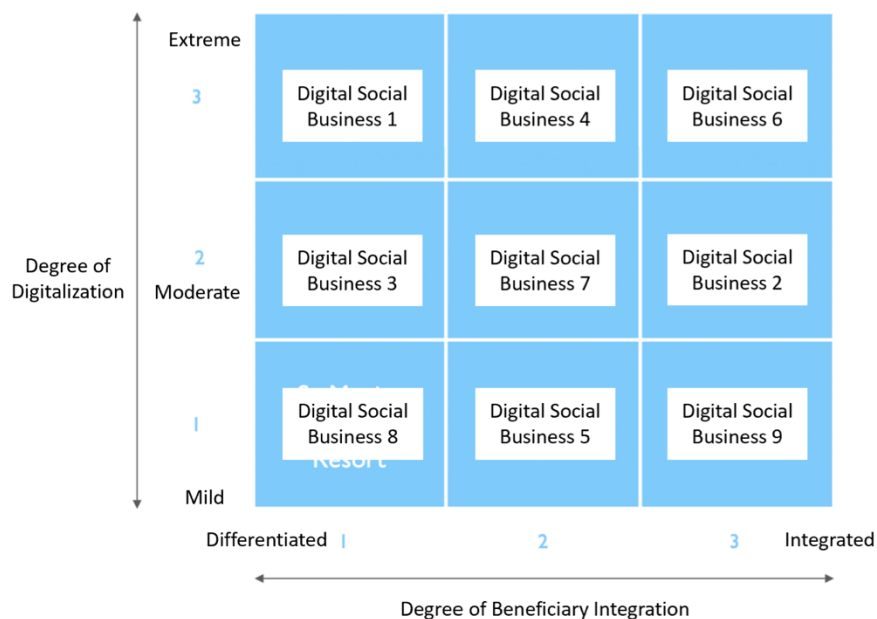 Extreme
3
Digital Social
Business 1
Digital Social
Business 4
Digital Social
Business 6
Degree of
Digitalization
2
Moderate
Digital Social
Business 3
Digital Social
Business 7
Digital Social
Business 2
1
Mild
Digital Social
Business 8
Resort
Digital Social
Business 5
Digital Social
Business 9
Differentiated
1
2
3
Integrated
Degree of Beneficiary Integration